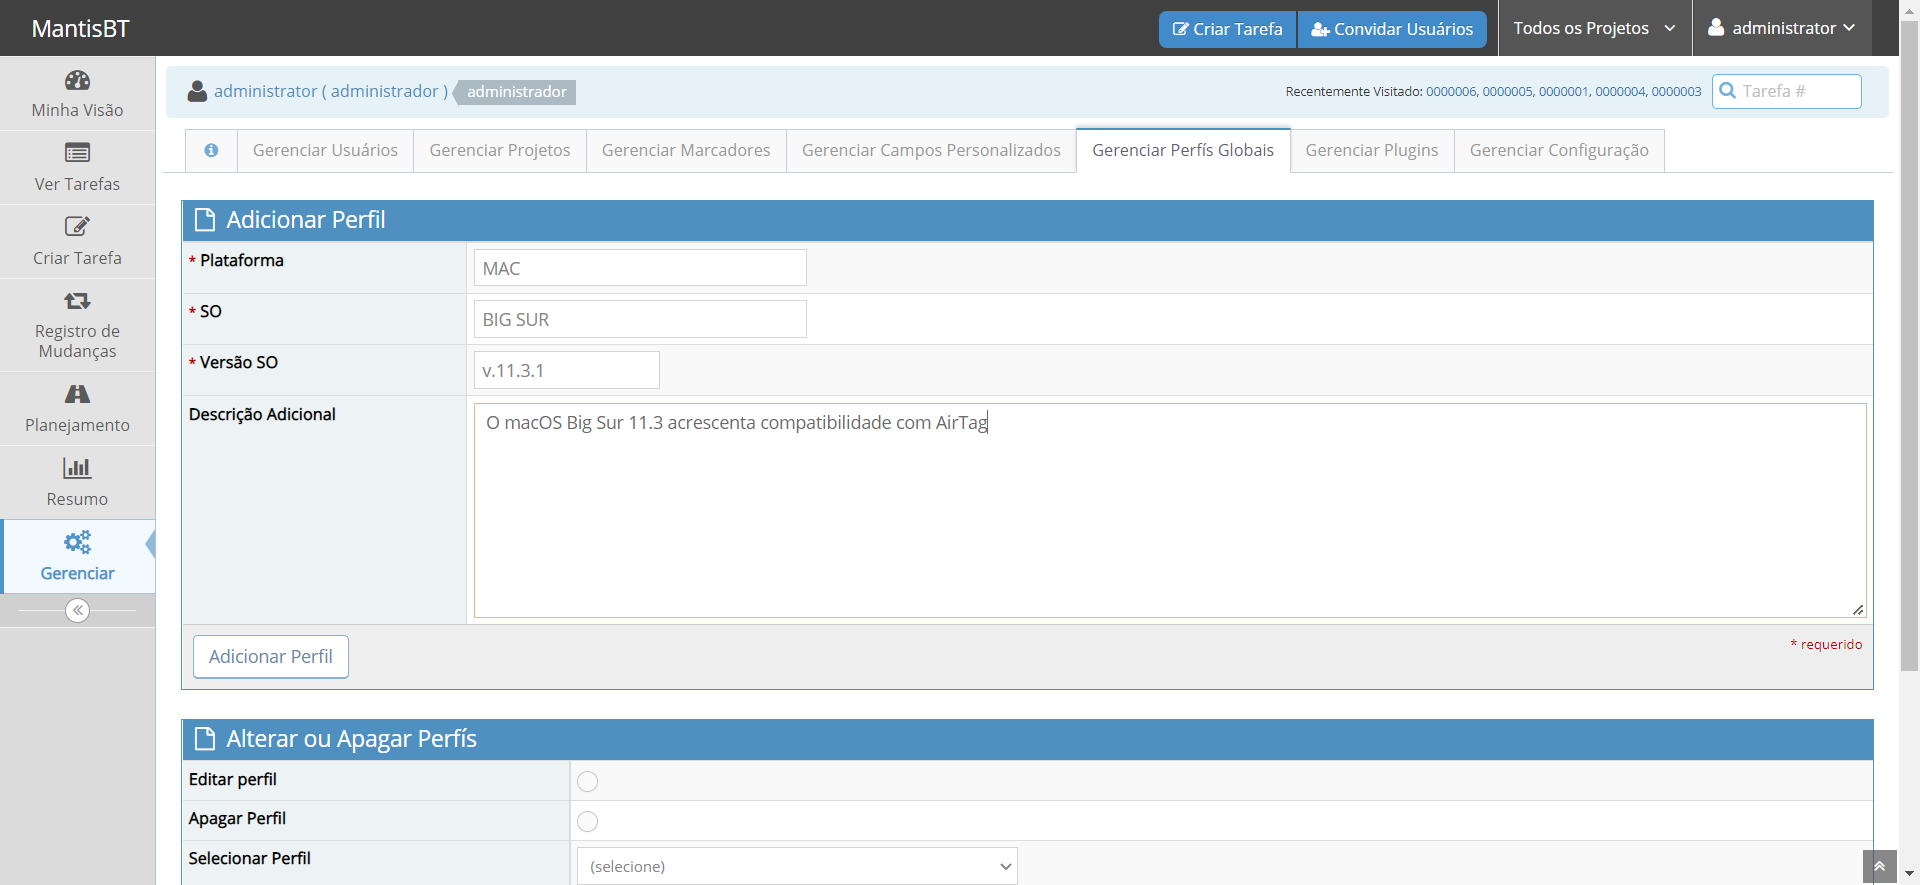 MantisBT
Criar Tarefa
Convidar Usuários
Todos os Projetos
administrator
Minha Visão
Ver Tarefas
Criar Tarefa
Registro de
Mudanças
Planejamento
Resumo
Gerenciar
administrator ( administrador )
administrador
Recentemente Visitado: 0000006, 0000005, 0000001, 0000004, 0000003
Tarefa #
Gerenciar Usuários
Gerenciar Projetos
Gerenciar Marcadores
Gerenciar Campos Personalizados
Gerenciar Perfís Globais
Gerenciar Plugins
Gerenciar Configuração
Adicionar Perfil
* Plataforma
MAC
* SO
BIG SUR
* Versão SO
v.11.3.1
Descrição Adicional
O macOS Big Sur 11.3 acrescenta compatibilidade com AirTag
Adicionar Perfil
* requerido
Alterar ou Apagar Perfís
Editar perfil
Apagar Perfil
Selecionar Perfil
(selecione)